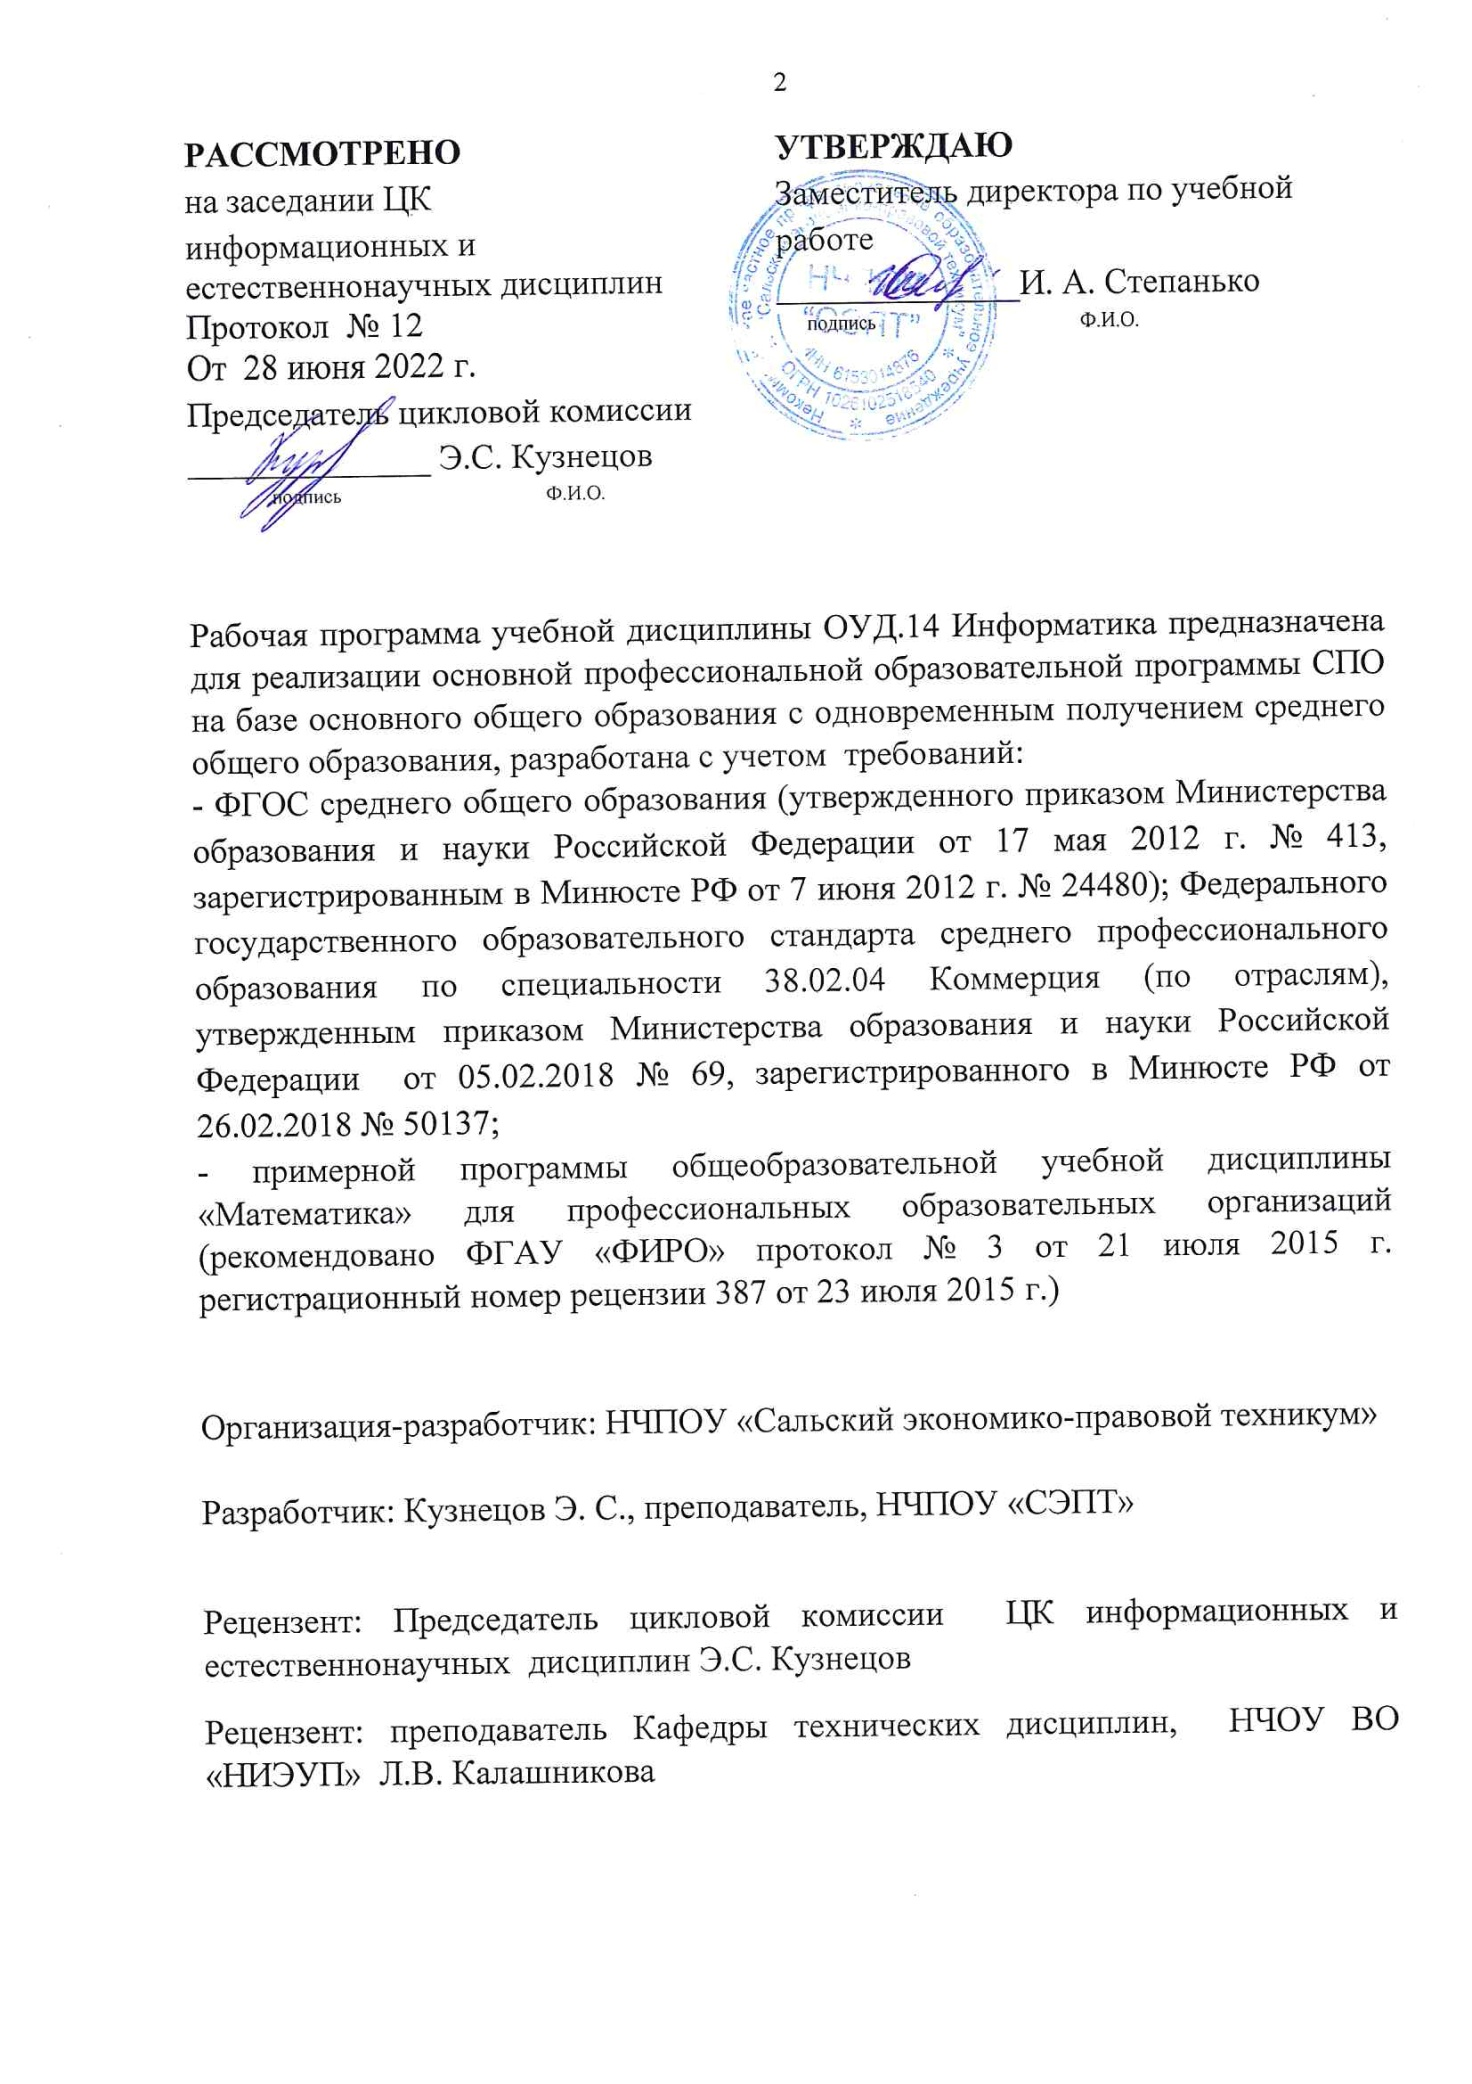 2
РАССМОТРЕНО
на заседании ЦК
информационных и
естественнонаучных дисциплин
Протокол № 12
От 28 июня 2022 г.
Председатель цикловой комиссии
Э.С. Кузнецов
подпись Ф.И.О.
УТВЕРЖДАЮ
Заместитель директора по учебной
работе
И. А. Степанько
подпись Ф.И.О.
ИНН 6153014876
ОГРН 1026102518540
Рабочая программа учебной дисциплины ОУД.14 Информатика предназначена
для реализации основной профессиональной образовательной программы СПО
на базе основного общего образования с одновременным получением среднего
общего образования, разработана с учетом требований:
- ФГОС среднего общего образования (утвержденного приказом Министерства
образования и науки Российской Федерации от 17 мая 2012 г. № 413,
зарегистрированным в Минюсте РФ от 7 июня 2012 г. № 24480); Федерального
государственного образовательного стандарта среднего профессионального
образования по специальности 38.02.04 Коммерция (по отраслям),
утвержденным приказом Министерства образования и науки Российской
Федерации от 05.02.2018 № 69, зарегистрированного в Минюсте РФ от
26.02.2018 № 50137;
- примерной программы общеобразовательной учебной дисциплины
«Математика» для профессиональных образовательных организаций
(рекомендовано ФГАУ «ФИРО» протокол № 3 от 21 июля 2015 г.
регистрационный номер рецензии 387 от 23 июля 2015 г.)
Организация-разработчик: НЧПОУ «Сальский экономико-правовой техникум»
Разработчик: Кузнецов Э. С., преподаватель, НЧПОУ «СЭПТ»
Рецензент: Председатель цикловой комиссии ЦК информационных и
естественнонаучных дисциплин Э.С. Кузнецов
Рецензент: преподаватель Кафедры технических дисциплин, НЧОУ ВО
«НИЭУП» Л.В. Калашникова